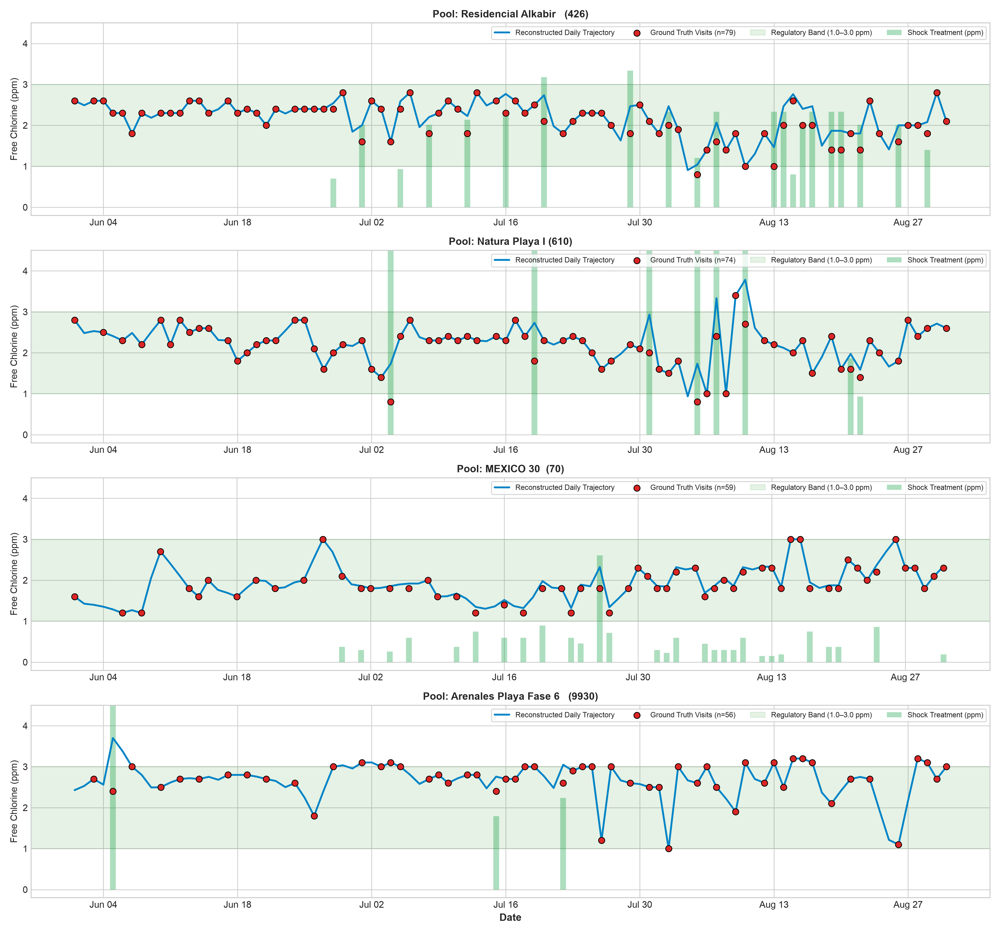 Pool: Residencial Alkabir   (426)
Reconstructed Daily Trajectory   Ground Truth Visits (n=79)   Regulatory Band (1.0–3.0 ppm)   Shock Treatment (ppm)
Free Chlorine (ppm)
4
3
2
1
0
Jun 04   Jun 18   Jul 02   Jul 16   Jul 30   Aug 13   Aug 27
Pool: Natura Playa I (610)
Reconstructed Daily Trajectory   Ground Truth Visits (n=74)   Regulatory Band (1.0–3.0 ppm)   Shock Treatment (ppm)
Free Chlorine (ppm)
4
3
2
1
0
Jun 04   Jun 18   Jul 02   Jul 16   Jul 30   Aug 13   Aug 27
Pool: MEXICO 30  (70)
Reconstructed Daily Trajectory   Ground Truth Visits (n=59)   Regulatory Band (1.0–3.0 ppm)   Shock Treatment (ppm)
Free Chlorine (ppm)
4
3
2
1
0
Jun 04   Jun 18   Jul 02   Jul 16   Jul 30   Aug 13   Aug 27
Pool: Arenales Playa Fase 6   (9930)
Reconstructed Daily Trajectory   Ground Truth Visits (n=56)   Regulatory Band (1.0–3.0 ppm)   Shock Treatment (ppm)
Free Chlorine (ppm)
4
3
2
1
0
Jun 04   Jun 18   Jul 02   Jul 16   Jul 30   Aug 13   Aug 27
Date